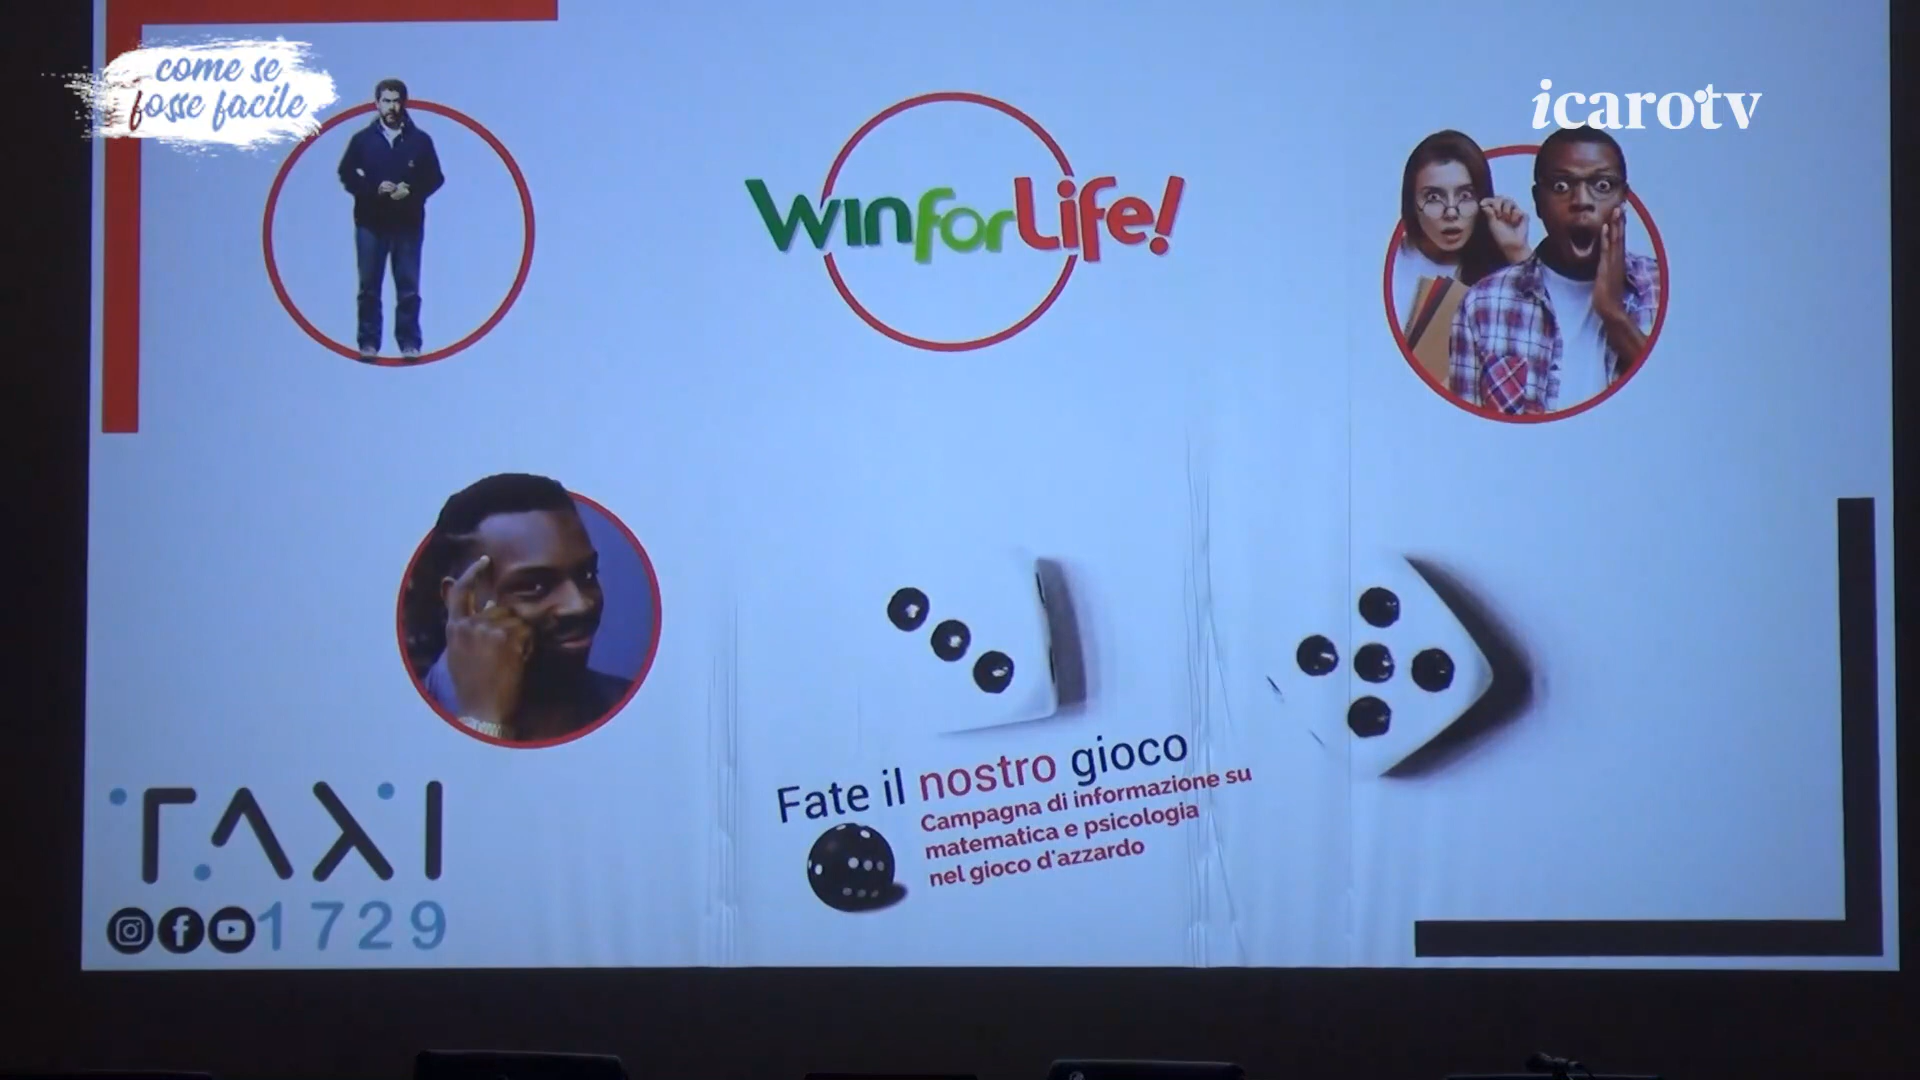 come se
fosse facile
icarotv
WinforLife!
Fate il nostro gioco
Campagna di informazione su
matematica e psicologia
nel gioco d'azzardo
TAXI
1729